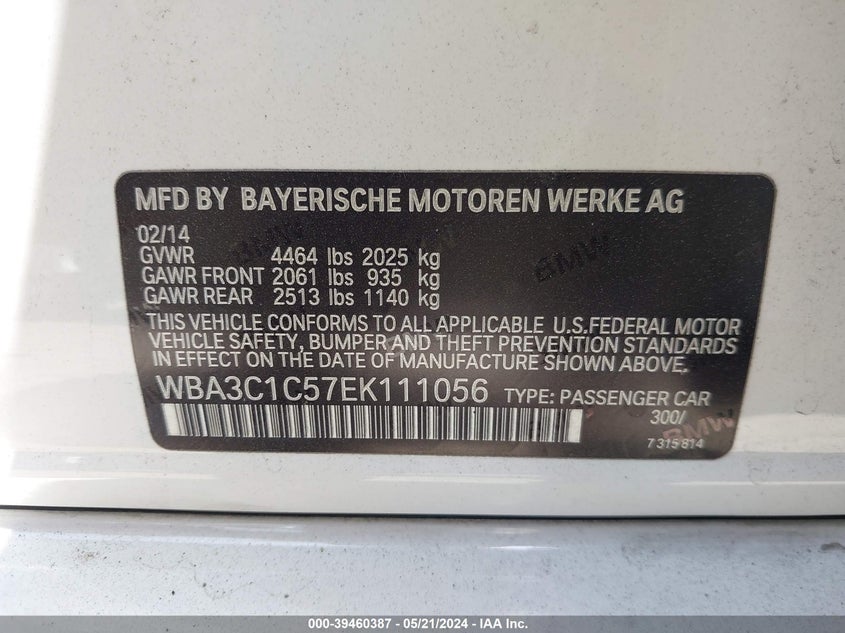 MFD BY BAYERISCHE MOTOREN WERKE AG
02/14
GVWR 4464 lbs 2025 kg
GAWR FRONT 2061 lbs 935 kg
GAWR REAR 2513 lbs 1140 kg
THIS VEHICLE CONFORMS TO ALL APPLICABLE U.S.FEDERAL MOTOR
VEHICLE SAFETY, BUMPER AND THEFT PREVENTION STANDARDS
IN EFFECT ON THE DATE OF MANUFACTURE SHOWN ABOVE.
WBA3C1C57EK111056 TYPE: PASSENGER CAR
300/
7 315 814
BMW
BMW
BMW
000-39460387 - 05/21/2024 - IAA Inc.